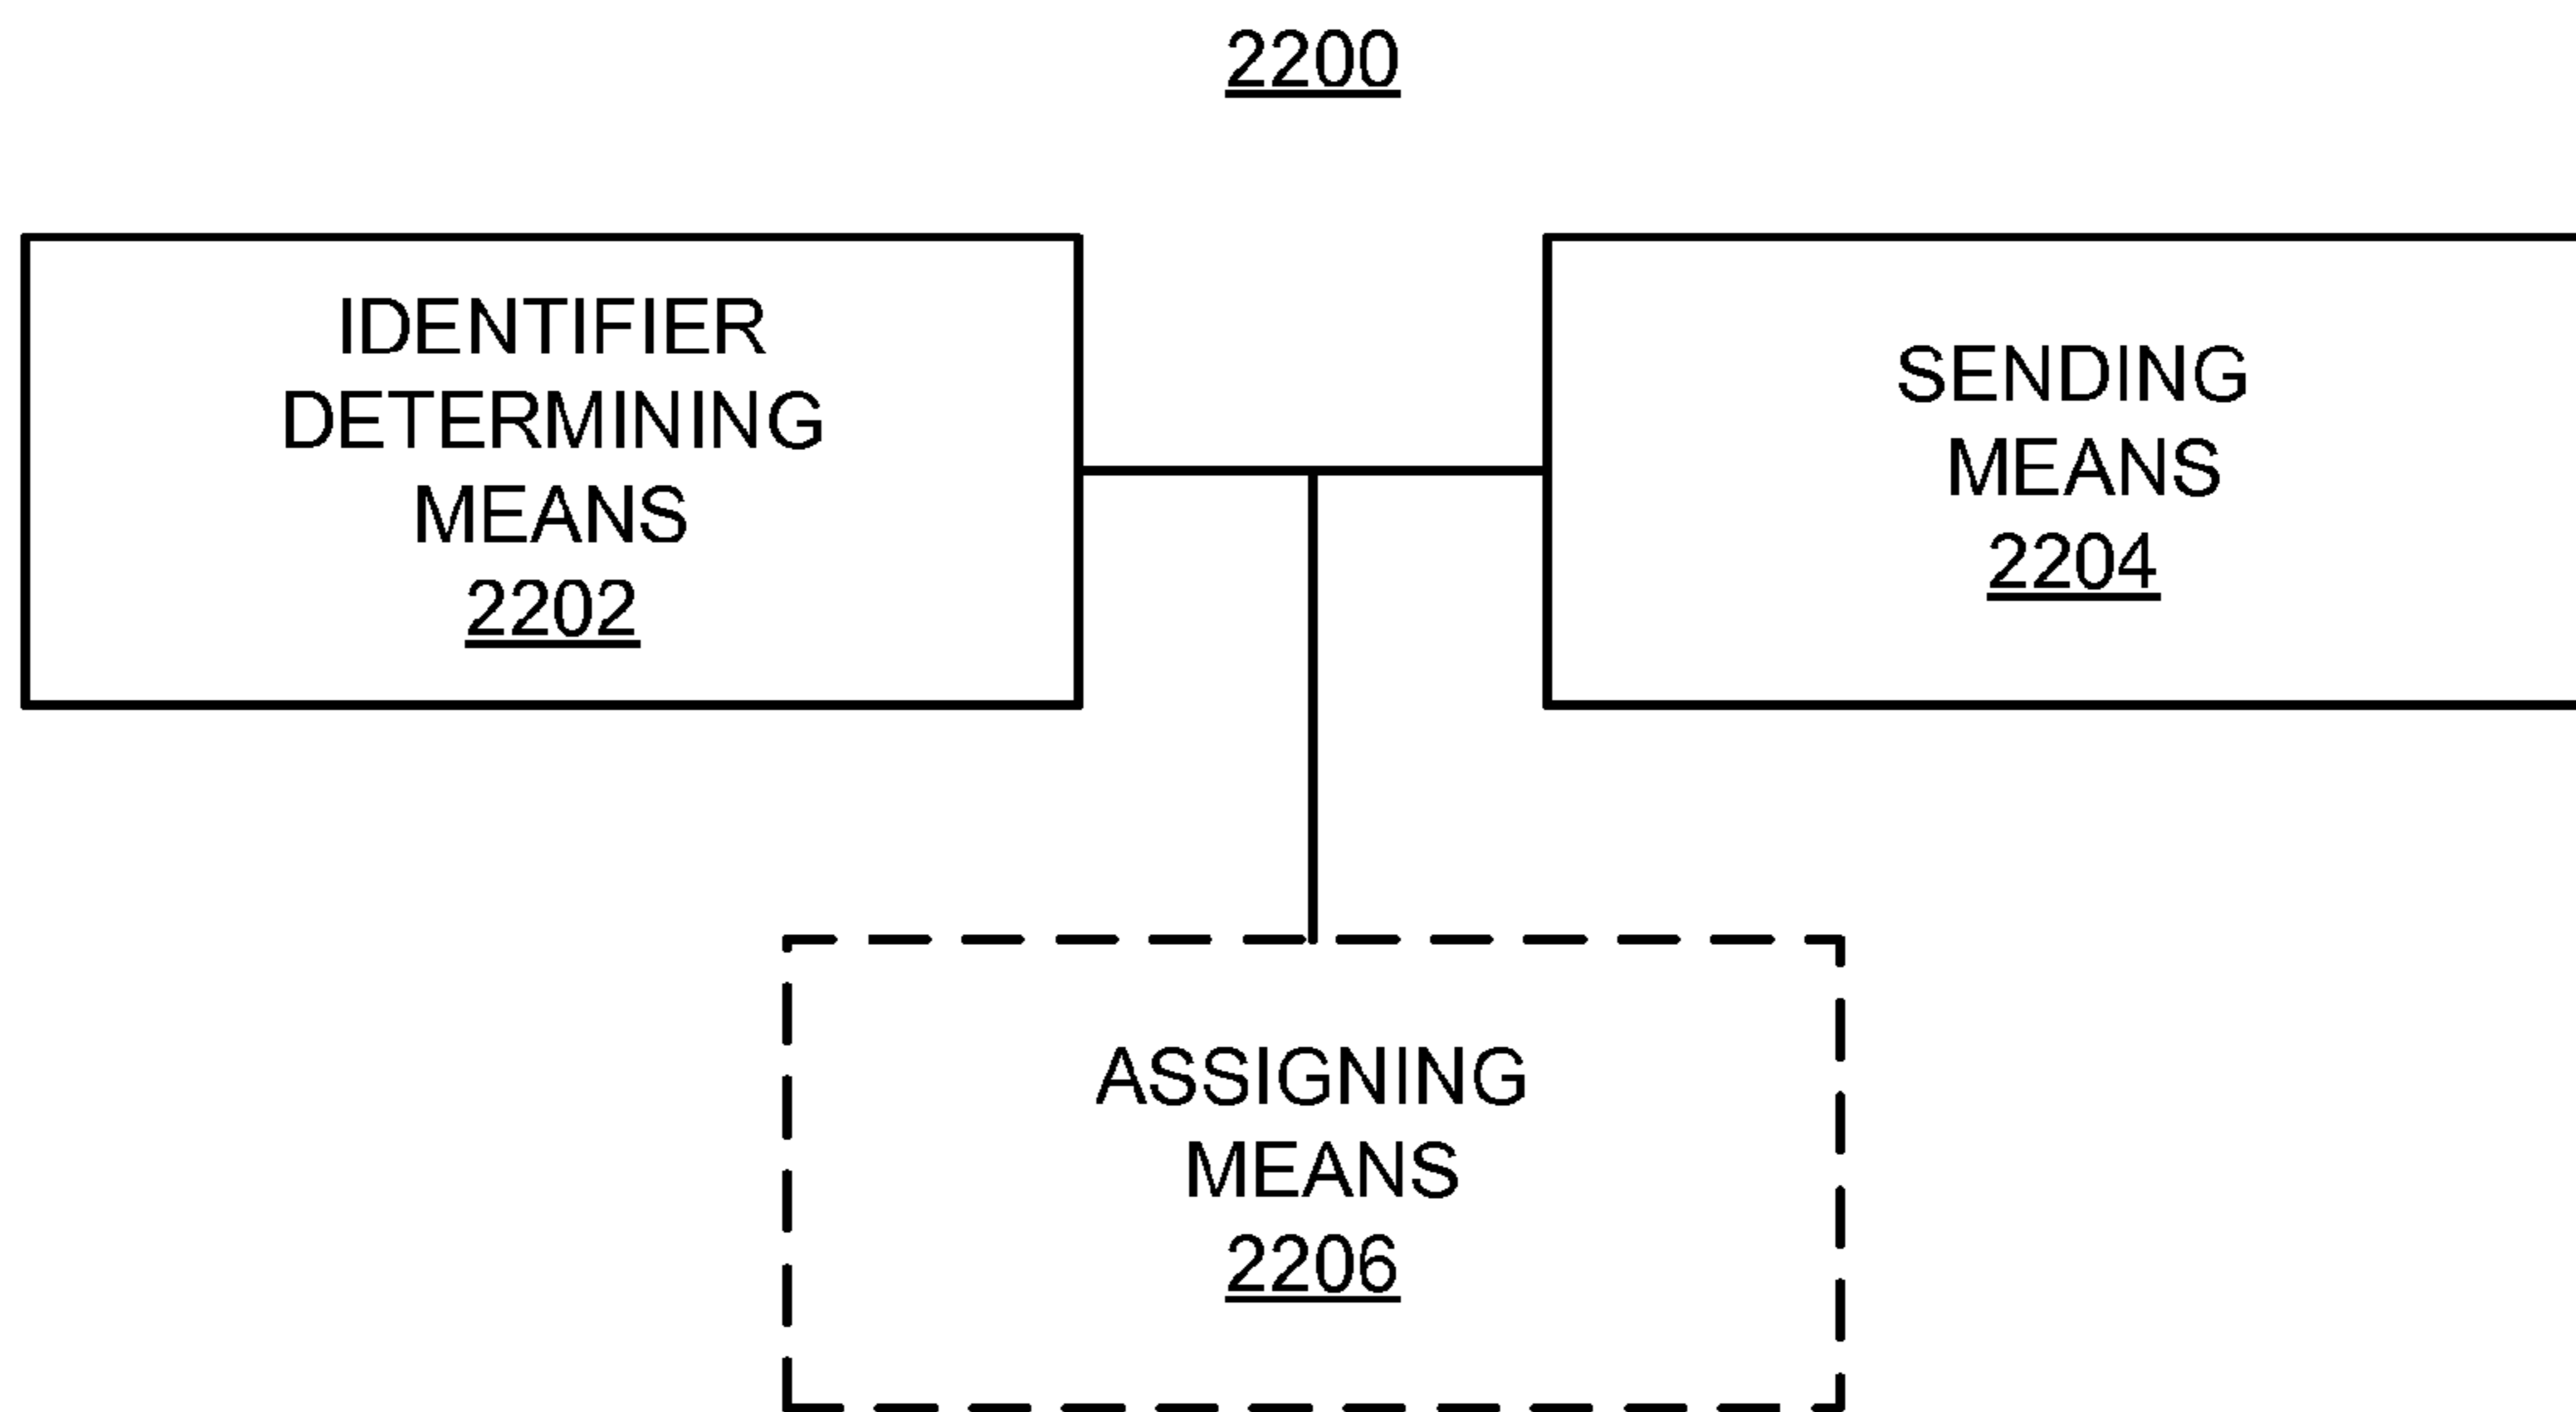 2200
IDENTIFIER
DETERMINING
MEANS
2202
SENDING
MEANS
2204
ASSIGNING
MEANS
2206